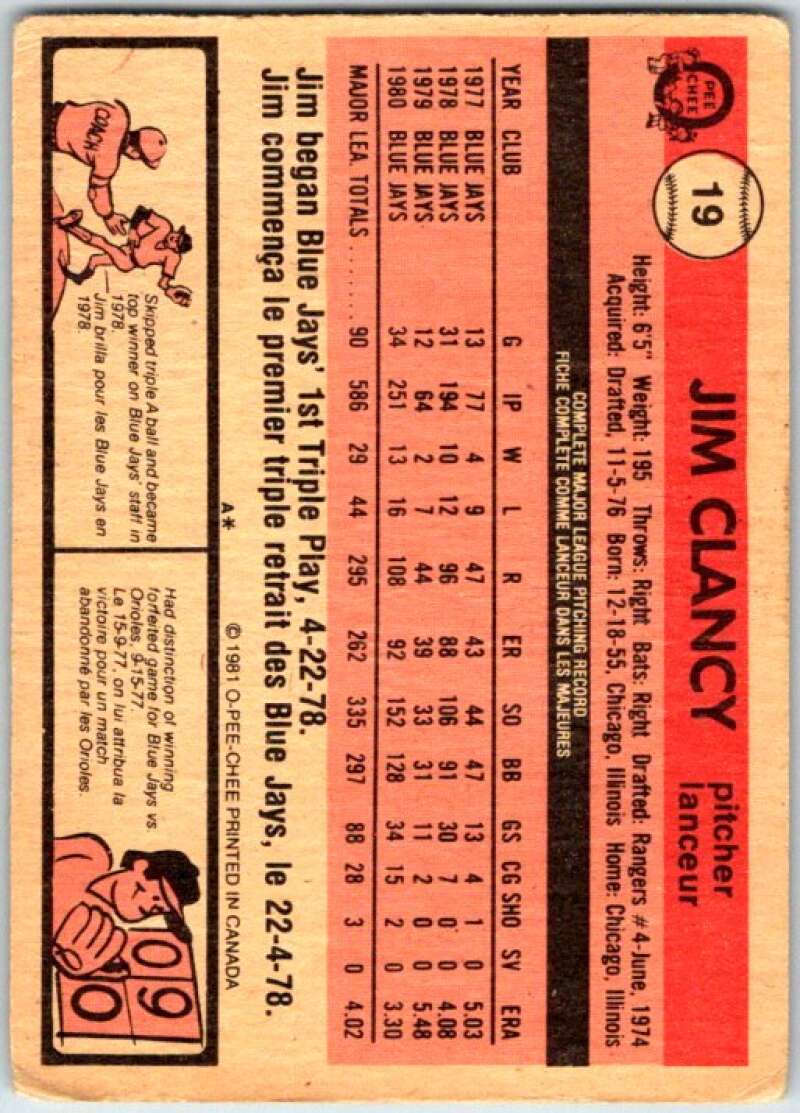 O
PEE
CHEE
19
JIM CLANCY
pitcher
lanceur
Height: 6'5" Weight: 195 Throws: Right Bats: Right Drafted: Rangers #4-June, 1974
Acquired: Drafted, 11-5-76 Born: 12-18-55, Chicago, Illinois Home: Chicago, Illinois
COMPLETE MAJOR LEAGUE PITCHING RECORD
FICHE COMPLETE COMME LANCEUR DANS LES MAJEURES
YEAR CLUB G IP W L R ER SO BB GS CG SHO SV ERA
1977 BLUE JAYS 13 77 4 9 47 43 44 47 13 4 1 0 5.03
1978 BLUE JAYS 31 194 10 12 96 88 106 91 30 7 0 0 4.08
1979 BLUE JAYS 12 64 2 7 44 39 33 31 11 2 0 0 5.48
1980 BLUE JAYS 34 251 13 16 108 92 152 128 34 15 2 0 3.30
MAJOR LEA. TOTALS ........ 90 586 29 44 295 262 335 297 88 28 3 0 4.02
Jim began Blue Jays' 1st Triple Play, 4-22-78.
Jim commença le premier triple retrait des Blue Jays, le 22-4-78.
A* © 1981 O-PEE-CHEE PRINTED IN CANADA
COACH
Skipped triple A ball and became
top winner on Blue Jays' staff in
1978.
Jim brilla pour les Blue Jays en
1978.
Had distinction of winning
forfeited game for Blue Jays vs.
Orioles, 9-15-77.
Le 15-9-77, on lui attribua la
victoire pour un match
abandonné par les Orioles.
09
0